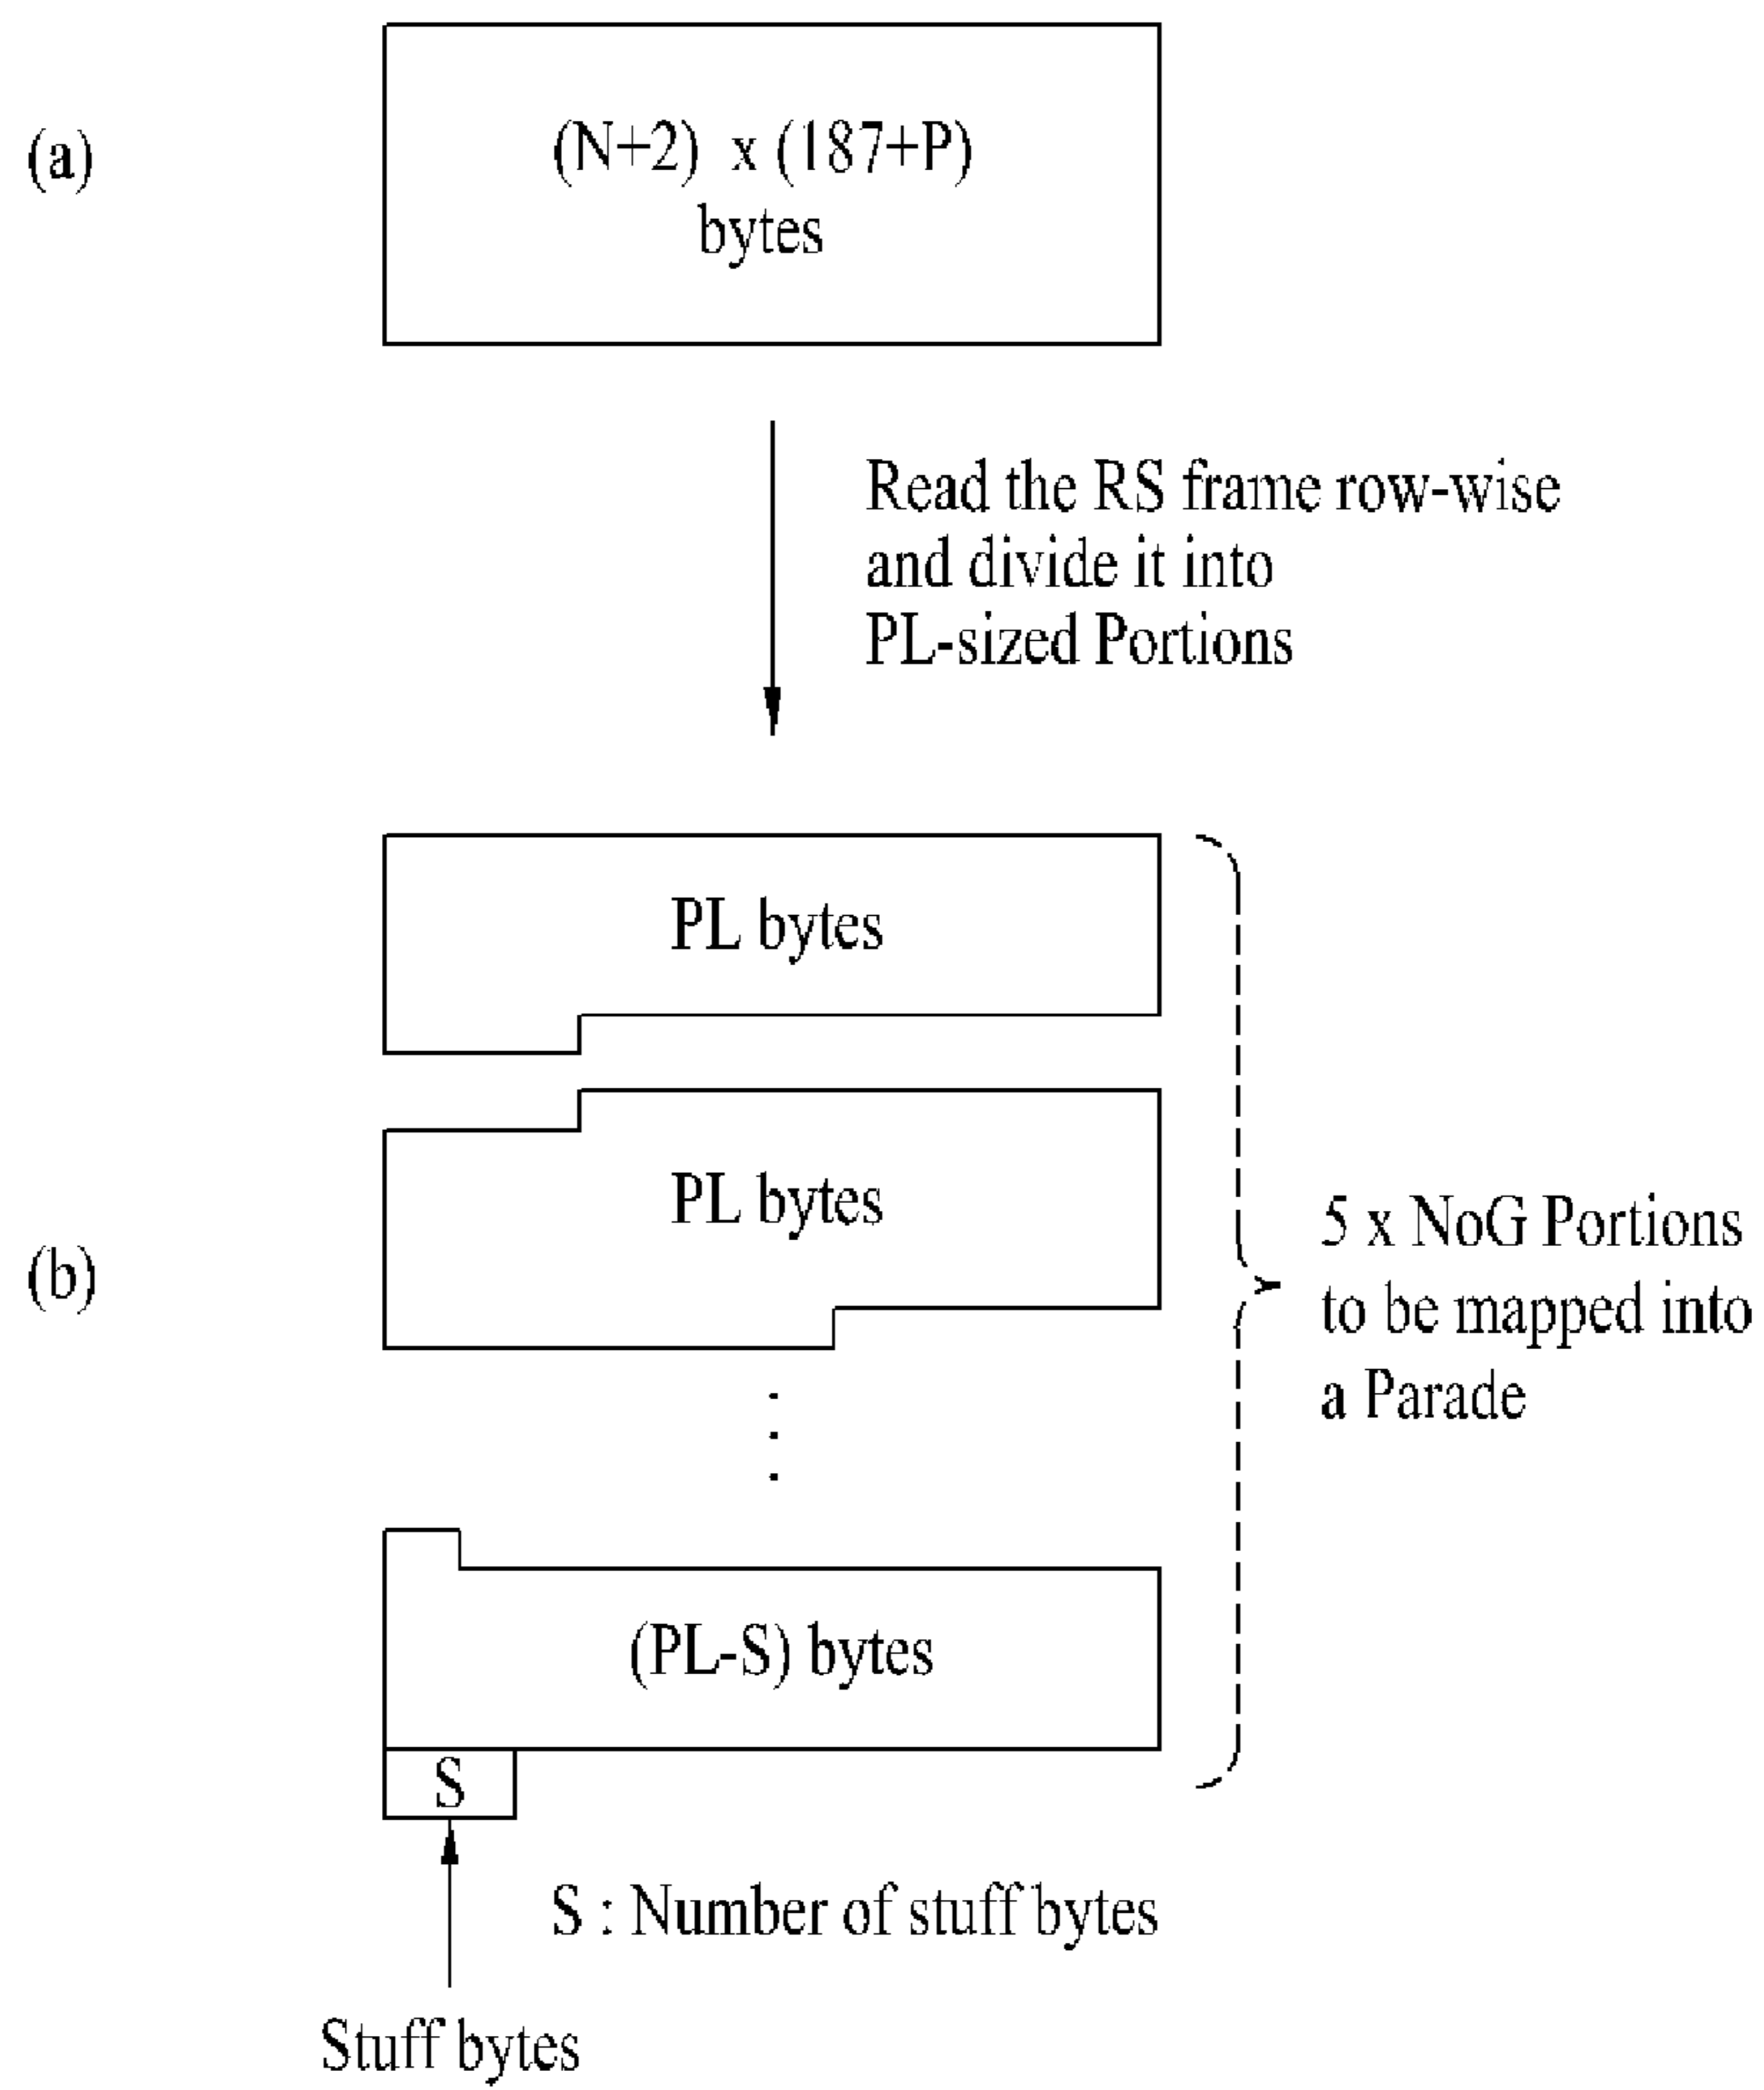 (a)
(N+2) x (187+P)
bytes
Read the RS frame row-wise
and divide it into
PL-sized Portions
PL bytes
PL bytes
(b)
5 x NoG Portions
to be mapped into
a Parade
(PL-S) bytes
S
S : Number of stuff bytes
Stuff bytes